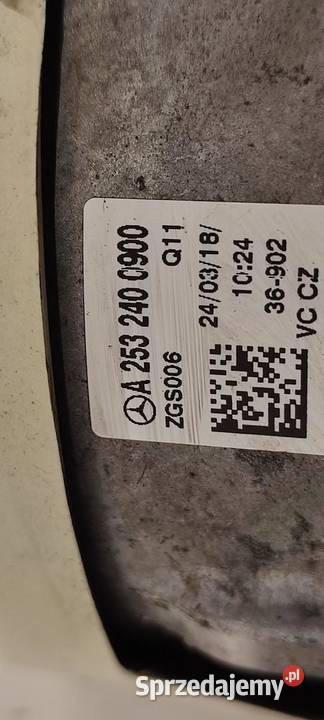 A 253 240 0900
ZGS006 Q11
24/03/18/
10:24
36-902
VC CZ
Sprzedajemy.pl